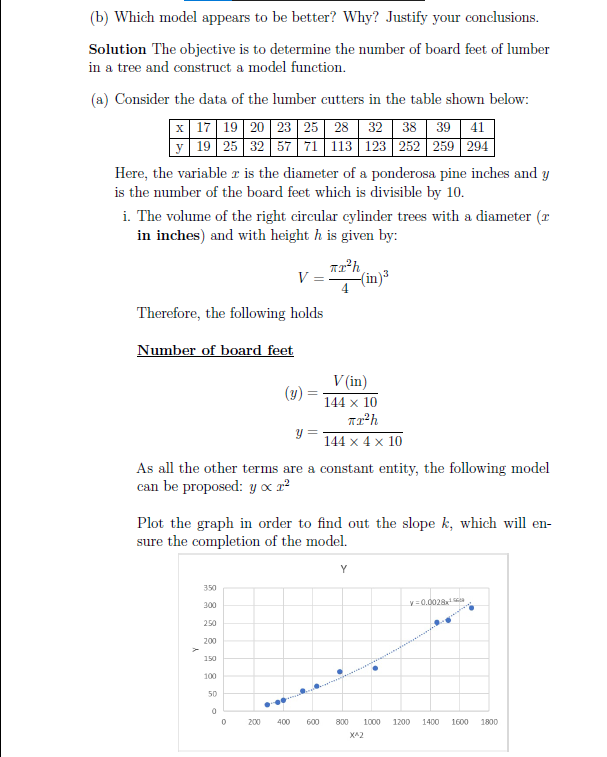 (b) Which model appears to be better? Why? Justify your conclusions.
Solution The objective is to determine the number of board feet of lumber
in a tree and construct a model function.
(a) Consider the data of the lumber cutters in the table shown below:
x 17 19 20 23 25 28 32 38 39 41
y 19 25 32 57 71 113 123 252 259 294
Here, the variable x is the diameter of a ponderosa pine inches and y
is the number of the board feet which is divisible by 10.
i. The volume of the right circular cylinder trees with a diameter (x
in inches) and with height h is given by:
V = πx²h / 4 (in)³
Therefore, the following holds
Number of board feet
(y) = V(in) / 144 × 10
y = πx²h / 144 × 4 × 10
As all the other terms are a constant entity, the following model
can be proposed: y ∝ x²
Plot the graph in order to find out the slope k, which will en-
sure the completion of the model.
Y
350
300
250
200
150
100
50
0
Y
y = 0.0028x
0 200 400 600 800 1000 1200 1400 1600 1800
X^2